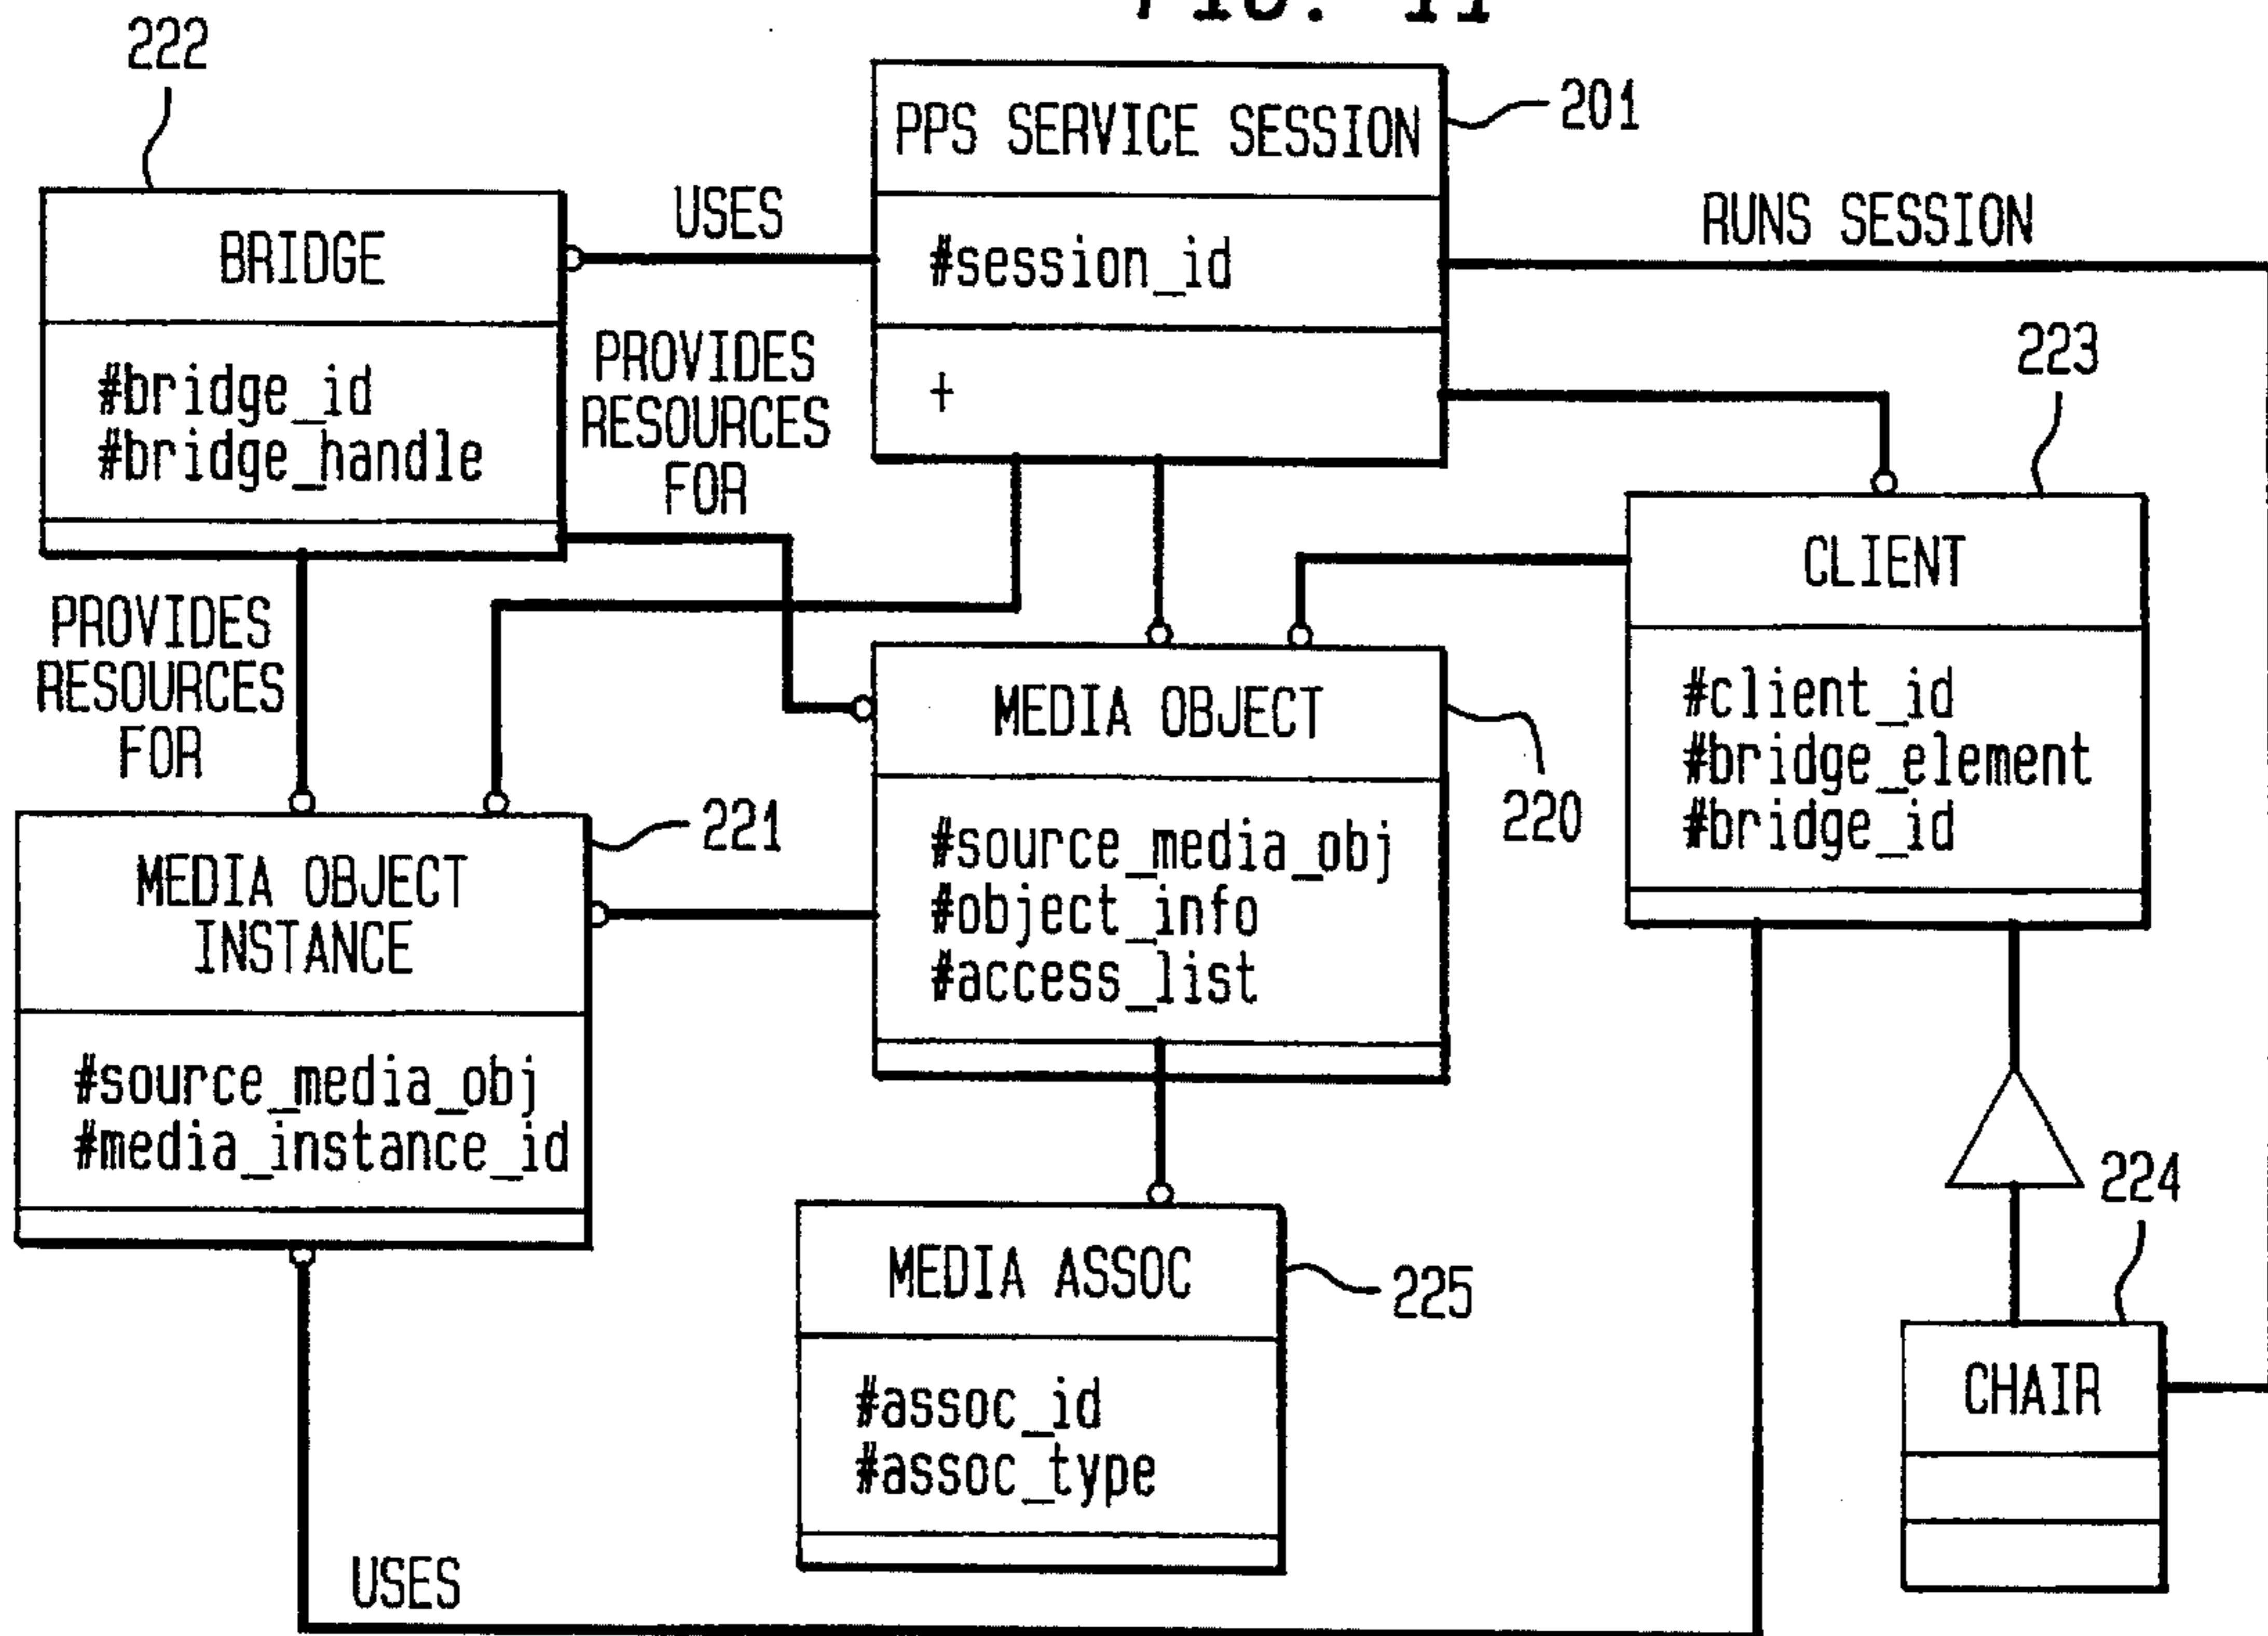 FIG. 11
222
PPS SERVICE SESSION
201
#session_id
+
USES
RUNS SESSION
BRIDGE
#bridge_id
#bridge_handle
PROVIDES
RESOURCES
FOR
223
CLIENT
#client_id
#bridge_element
#bridge_id
PROVIDES
RESOURCES
FOR
MEDIA OBJECT
220
#source_media_obj
#object_info
#access_list
221
MEDIA OBJECT
INSTANCE
#source_media_obj
#media_instance_id
MEDIA ASSOC
225
#assoc_id
#assoc_type
224
CHAIR
USES